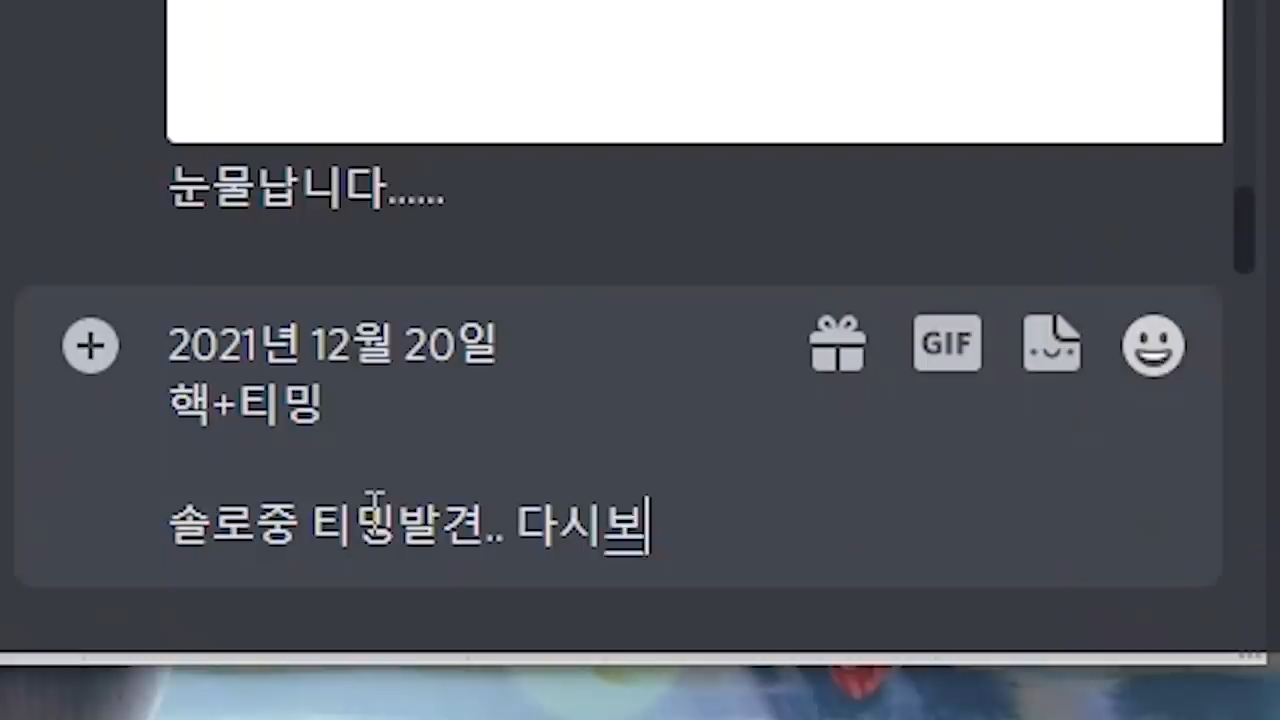 눈물납니다......
2021년 12월 20일
GIF
핵+티밍
솔로중 티밍발견.. 다시보